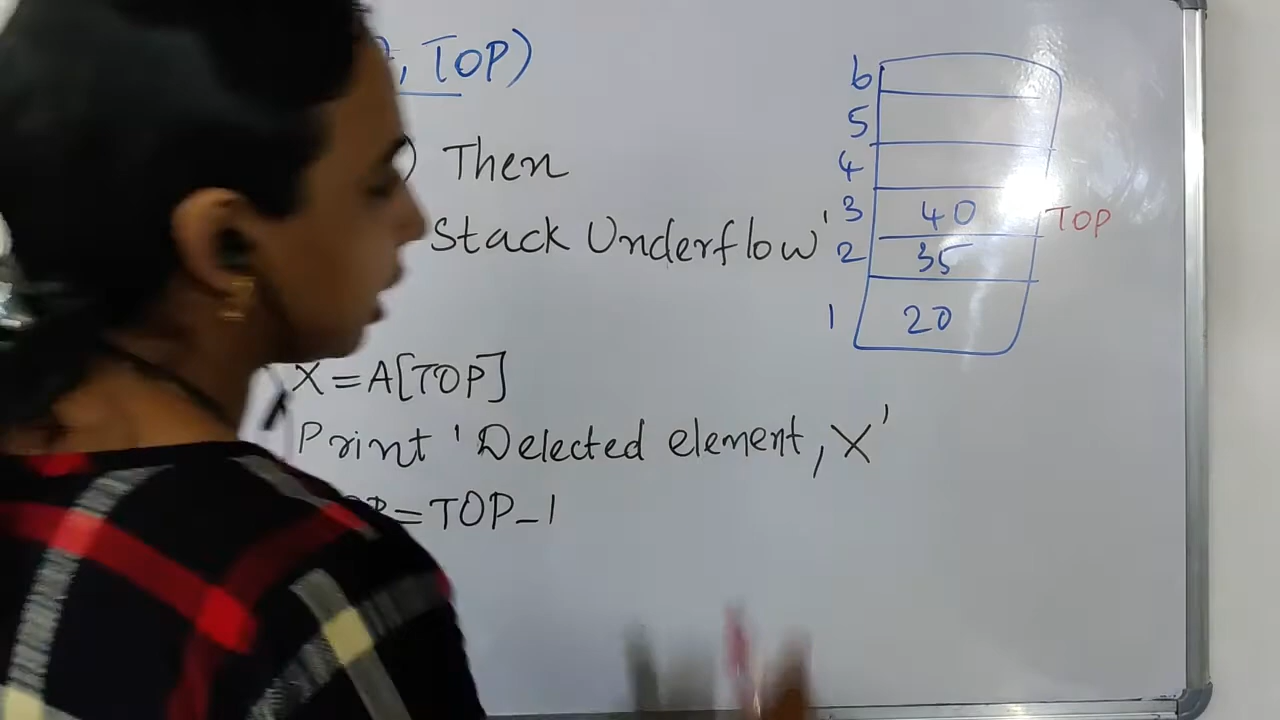 , TOP)
) Then
Stack Underflow'
X=A[TOP]
Print 'Delected element, X'
=TOP-1
6
5
4
3 40 TOP
2 35
1 20